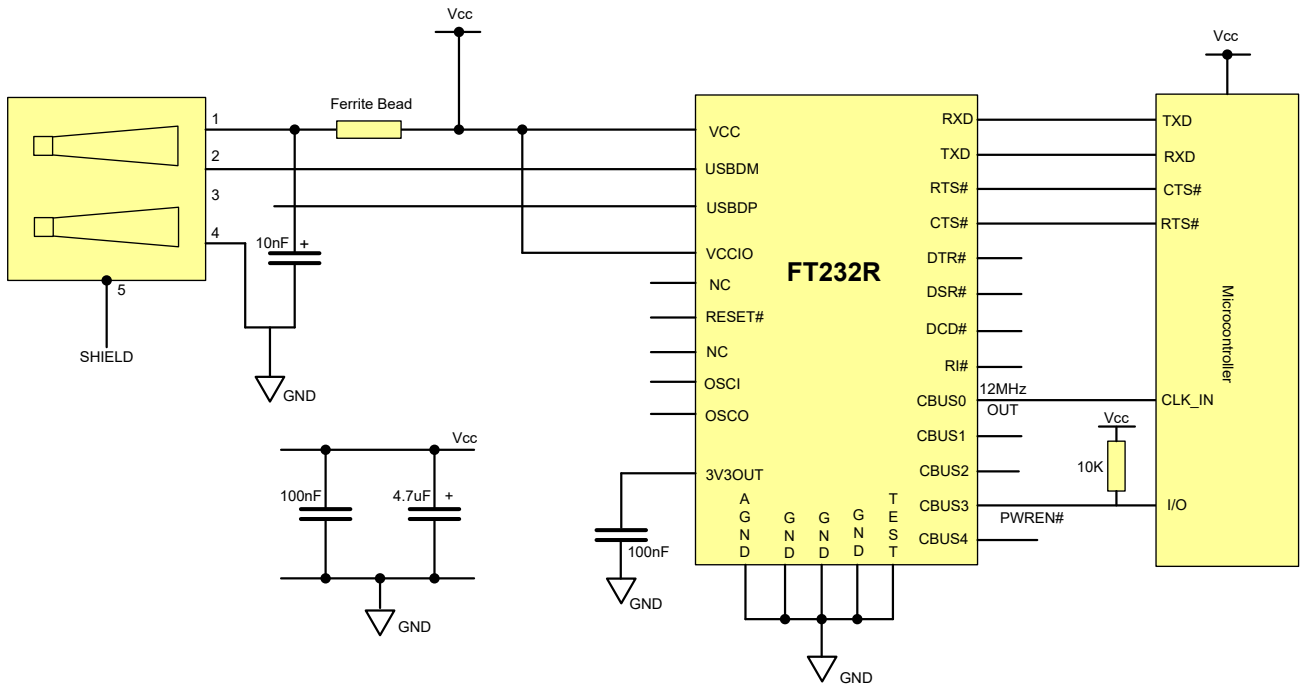 Vcc
Vcc
Ferrite Bead
1
2
3
4
5
SHIELD
10nF +
GND
Vcc
100nF
4.7uF +
GND
VCC
USBDM
USBDP
VCCIO
NC
RESET#
NC
OSCI
OSCO
3V3OUT
100nF
GND
FT232R
AGND
GND
GND
GND
TEST
GND
RXD
TXD
RTS#
CTS#
DTR#
DSR#
DCD#
RI#
CBUS0
CBUS1
CBUS2
CBUS3
CBUS4
12MHz
OUT
Vcc
10K
PWREN#
TXD
RXD
CTS#
RTS#
Microcontroller
CLK_IN
I/O